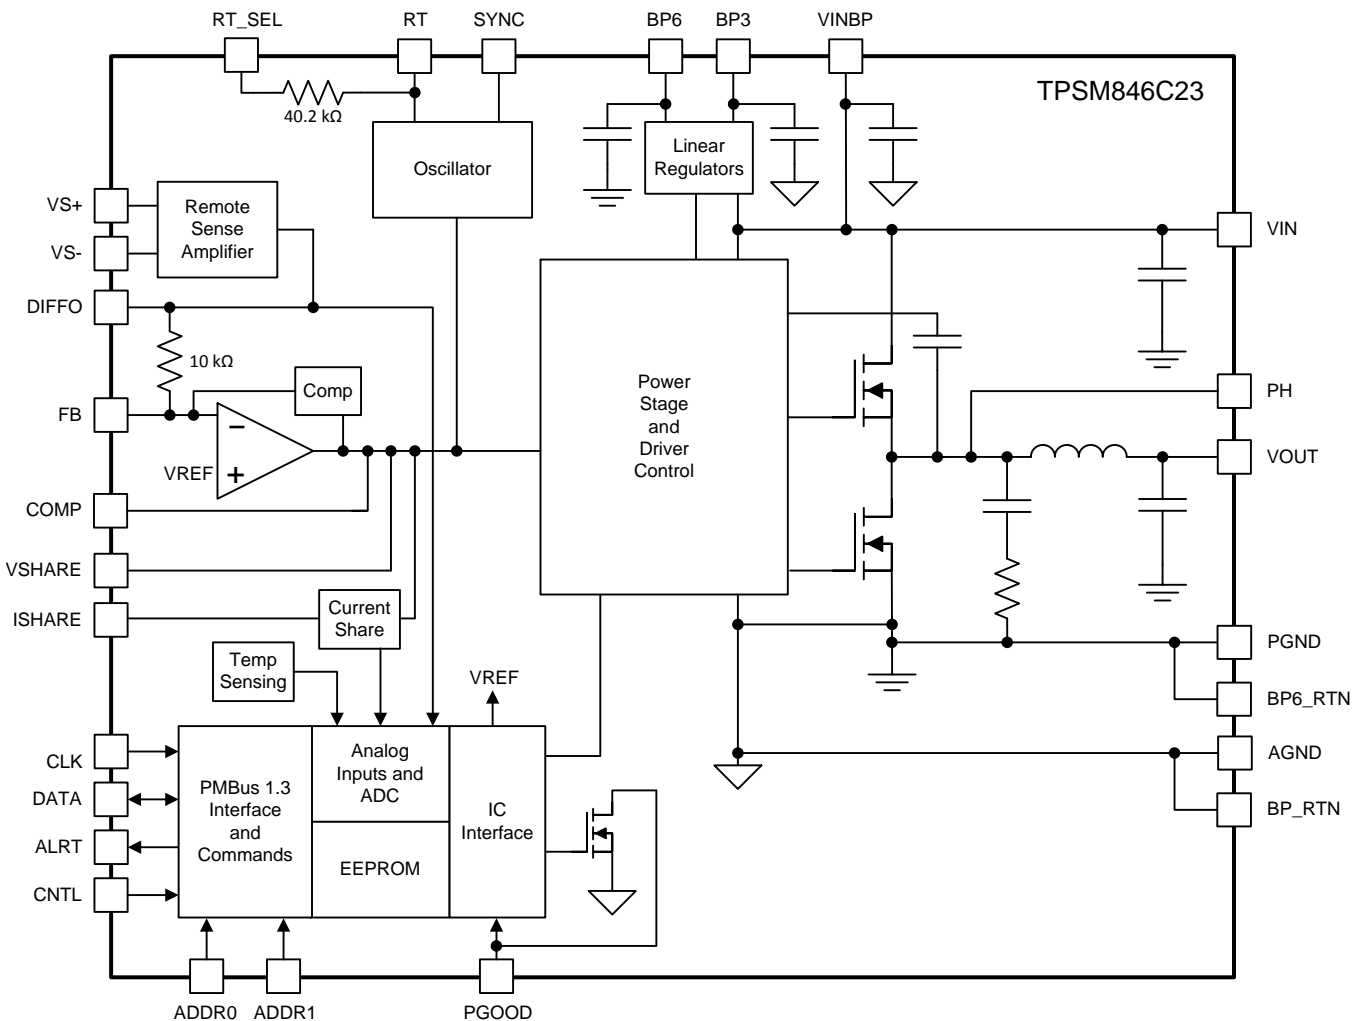 RT_SEL
RT
SYNC
BP6
BP3
VINBP
TPSM846C23
40.2 kΩ
Oscillator
Linear
Regulators
VS+
VS-
Remote
Sense
Amplifier
VIN
DIFFO
10 kΩ
Comp
FB
VREF
COMP
VSHARE
ISHARE
Power
Stage
and
Driver
Control
PH
VOUT
Current
Share
Temp
Sensing
VREF
PGND
BP6_RTN
AGND
BP_RTN
CLK
DATA
ALRT
CNTL
PMBus 1.3
Interface
and
Commands
Analog
Inputs and
ADC
EEPROM
IC
Interface
ADDR0
ADDR1
PGOOD